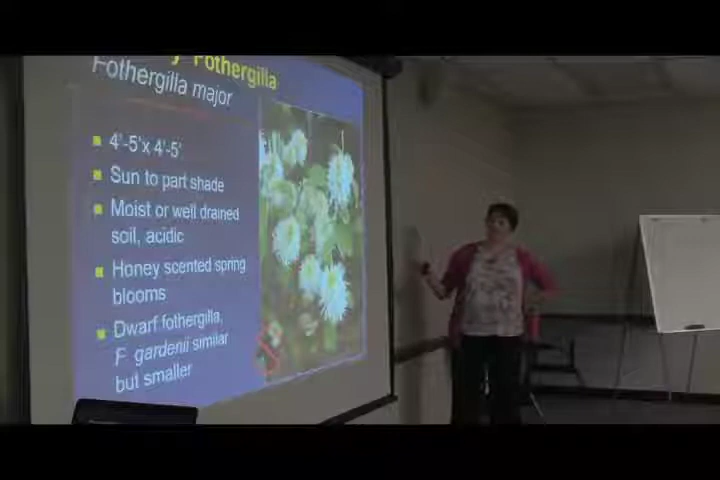 Fothergilla
Fothergilla major
4'-5'x 4'-5'
Sun to part shade
Moist or well drained
soil, acidic
Honey scented spring
blooms
Dwarf fothergilla,
F gardenii similar
but smaller